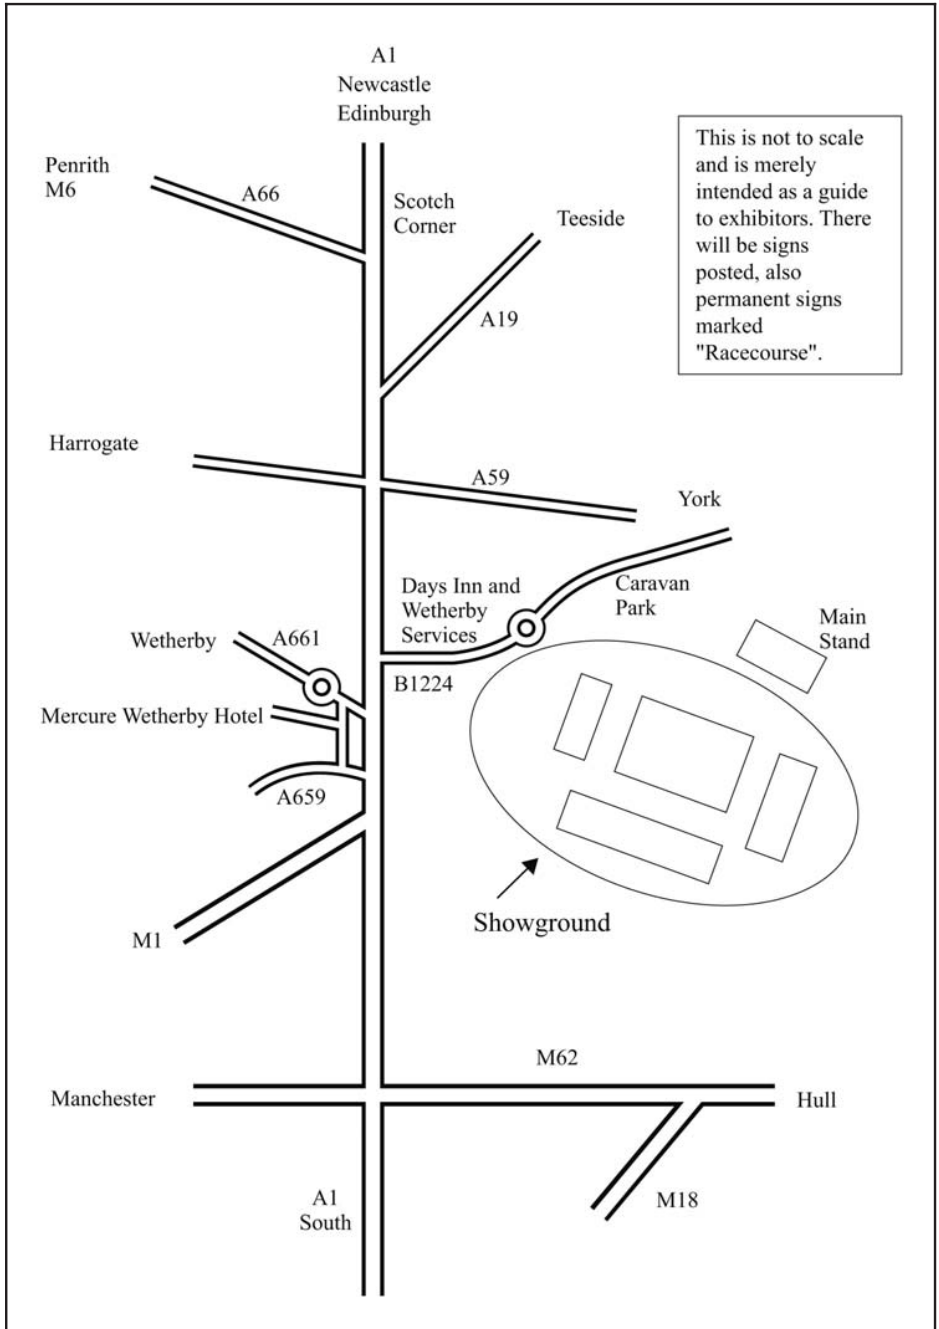 A1
Newcastle
Edinburgh
Penrith
M6
A66
Scotch
Corner
Teeside
This is not to scale
and is merely
intended as a guide
to exhibitors. There
will be signs
posted, also
permanent signs
marked
"Racecourse".
A19
Harrogate
A59
York
Days Inn and
Wetherby
Services
Caravan
Park
Main
Stand
Wetherby
A661
B1224
Mercure Wetherby Hotel
A659
Showground
M1
M62
Manchester
Hull
A1
South
M18